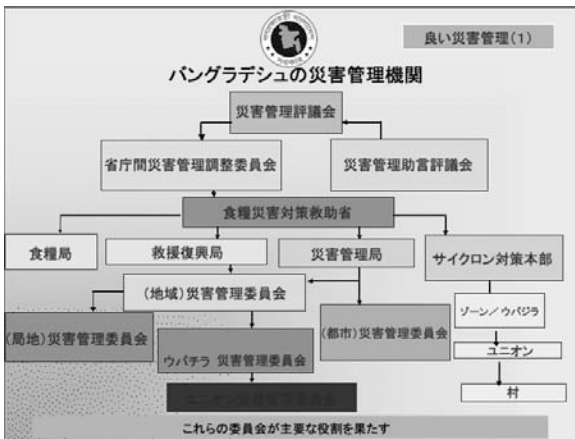 良い災害管理(1)
バングラデシュの災害管理機関
災害管理評議会
省庁間災害管理調整委員会
災害管理助言評議会
食糧災害対策救助省
食糧局
救援復興局
災害管理局
サイクロン対策本部
(地域)災害管理委員会
ゾーン/ウパジラ
(局地)災害管理委員会
(都市)災害管理委員会
ユニオン
ウパチラ 災害管理委員会
村
これらの委員会が主要な役割を果たす